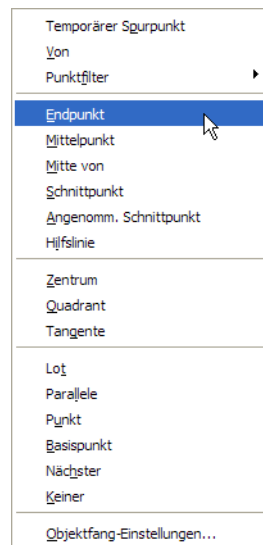 Temporärer Spurpunkt
Von
Punktfilter
Endpunkt
Mittelpunkt
Mitte von
Schnittpunkt
Angenomm. Schnittpunkt
Hilfslinie
Zentrum
Quadrant
Tangente
Lot
Parallele
Punkt
Basispunkt
Nächster
Keiner
Objektfang-Einstellungen...